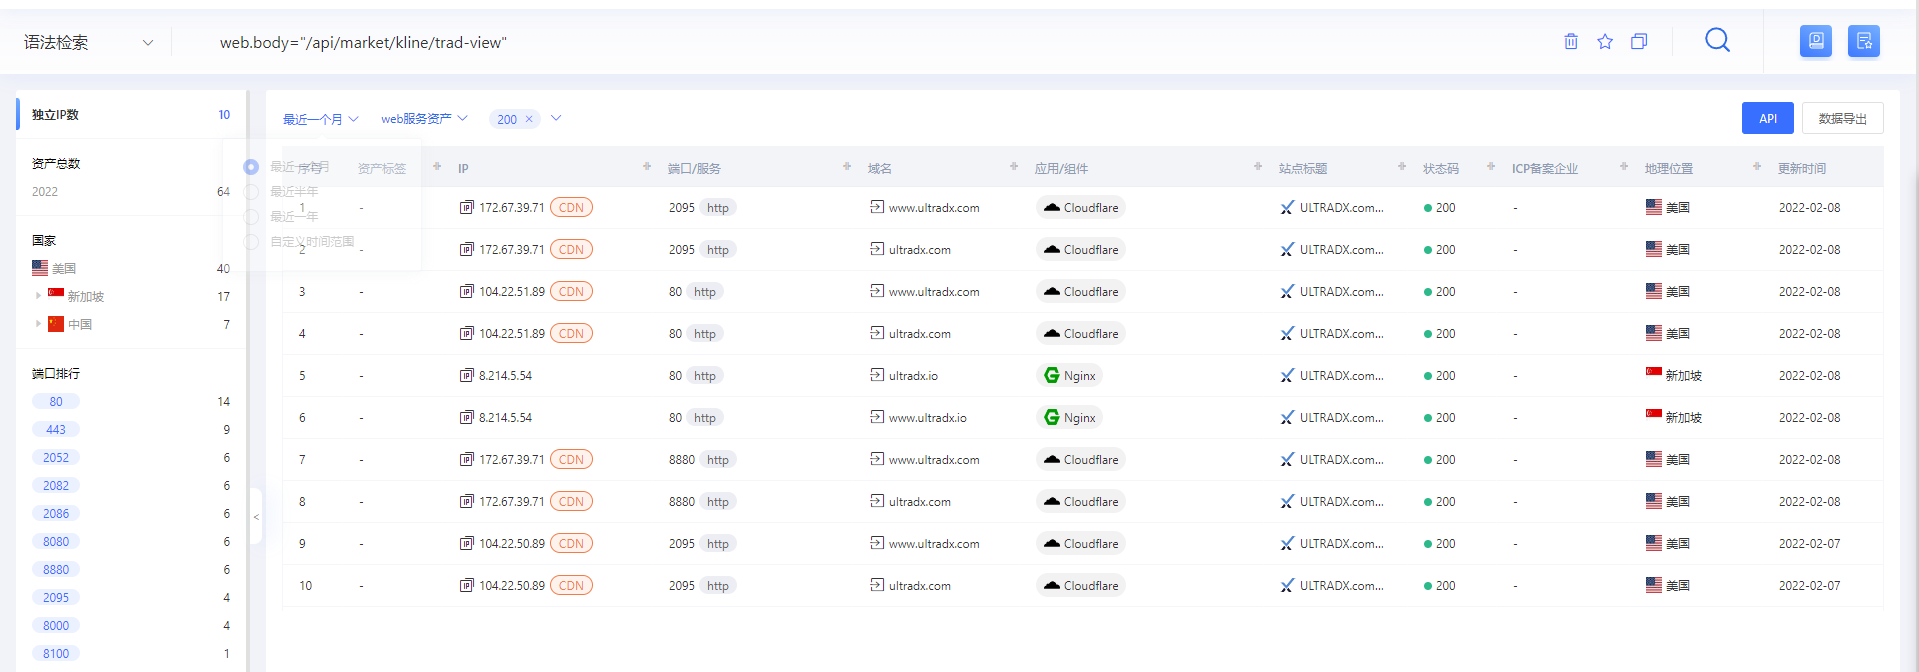 语法检索 web.body="/api/market/kline/trad-view"
独立IP数 10
资产总数
2022 64
国家
美国 40
新加坡 17
中国 7
端口排行
80 14
443 9
2052 6
2082 6
2086 6
8080 6
8880 6
2095 4
8000 4
8100 1
<
最近一个月 web服务资产 200 × API 数据导出
最近一个月
最近半年
最近一年
自定义时间范围
序号 资产标签 IP 端口/服务 域名 应用/组件 站点标题 状态码 ICP备案企业 地理位置 更新时间
1 - IP 172.67.39.71 CDN 2095 http www.ultradx.com Cloudflare ULTRADX.com... 200 - 美国 2022-02-08
2 - IP 172.67.39.71 CDN 2095 http ultradx.com Cloudflare ULTRADX.com... 200 - 美国 2022-02-08
3 - IP 104.22.51.89 CDN 80 http www.ultradx.com Cloudflare ULTRADX.com... 200 - 美国 2022-02-08
4 - IP 104.22.51.89 CDN 80 http ultradx.com Cloudflare ULTRADX.com... 200 - 美国 2022-02-08
5 - IP 8.214.5.54 80 http ultradx.io Nginx ULTRADX.com... 200 - 新加坡 2022-02-08
6 - IP 8.214.5.54 80 http www.ultradx.io Nginx ULTRADX.com... 200 - 新加坡 2022-02-08
7 - IP 172.67.39.71 CDN 8880 http www.ultradx.com Cloudflare ULTRADX.com... 200 - 美国 2022-02-08
8 - IP 172.67.39.71 CDN 8880 http ultradx.com Cloudflare ULTRADX.com... 200 - 美国 2022-02-08
9 - IP 104.22.50.89 CDN 2095 http www.ultradx.com Cloudflare ULTRADX.com... 200 - 美国 2022-02-07
10 - IP 104.22.50.89 CDN 2095 http ultradx.com Cloudflare ULTRADX.com... 200 - 美国 2022-02-07